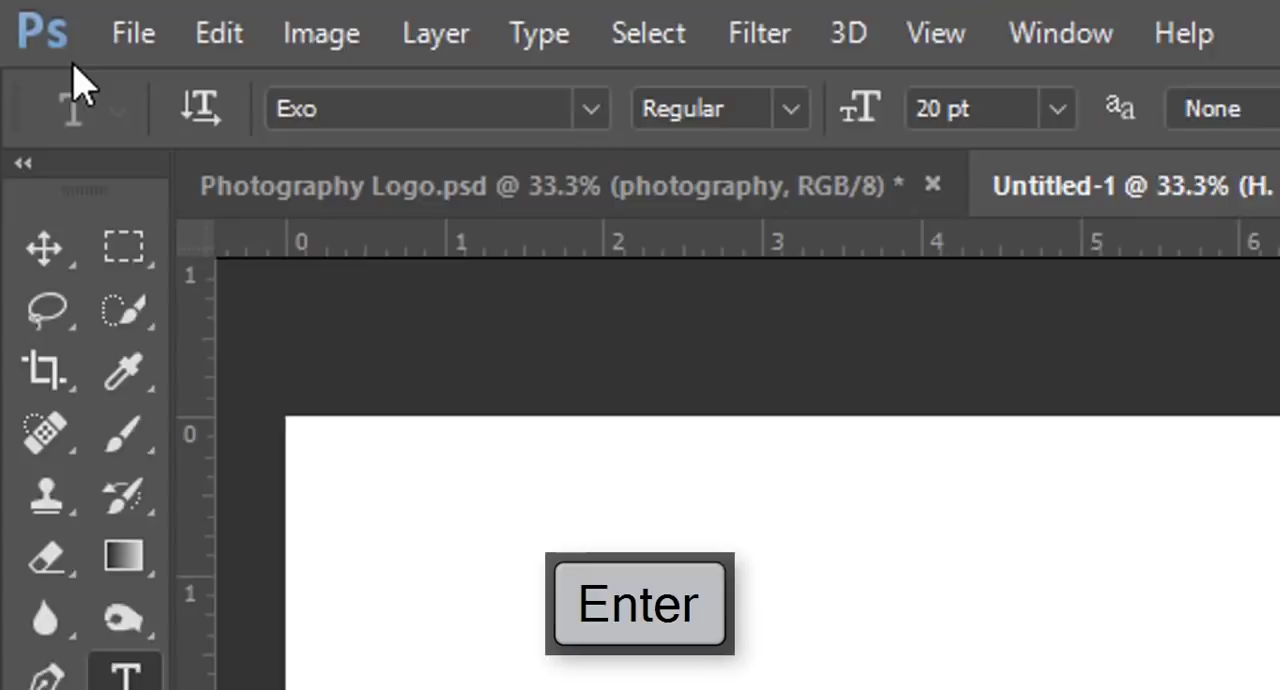 Ps File Edit Image Layer Type Select Filter 3D View Window Help
T T Exo Regular TT 20 pt aa None
Photography Logo.psd @ 33.3% (photography, RGB/8) * × Untitled-1 @ 33.3% (H.
0 1 2 3 4 5 6
1
0
1
Enter
T